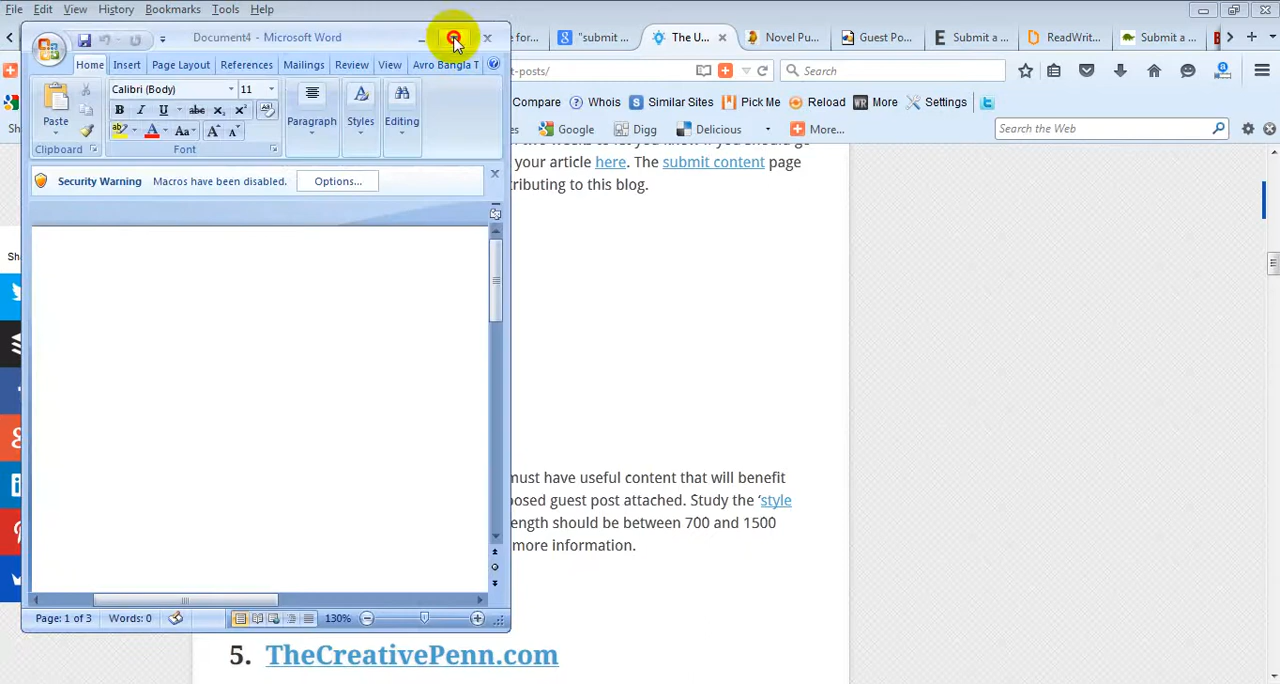 File Edit View History Bookmarks Tools Help
Document4 - Microsoft Word
e for...
"submit ...
The U...
Novel Pu...
Guest Po...
Submit a ...
ReadWrit...
Submit a ...
Home Insert Page Layout References Mailings Review View Avro Bangla T
t-posts/
Search
Calibri (Body) 11
Paste
Paragraph
Styles
Editing
Clipboard
Font
Compare Whois Similar Sites Pick Me Reload More Settings
Google Digg Delicious More...
Search the Web
Security Warning Macros have been disabled. Options...
your article here. The submit content page
tributing to this blog.
must have useful content that will benefit
posed guest post attached. Study the ‘style
ength should be between 700 and 1500
more information.
Page: 1 of 3 Words: 0 130%
5. TheCreativePenn.com